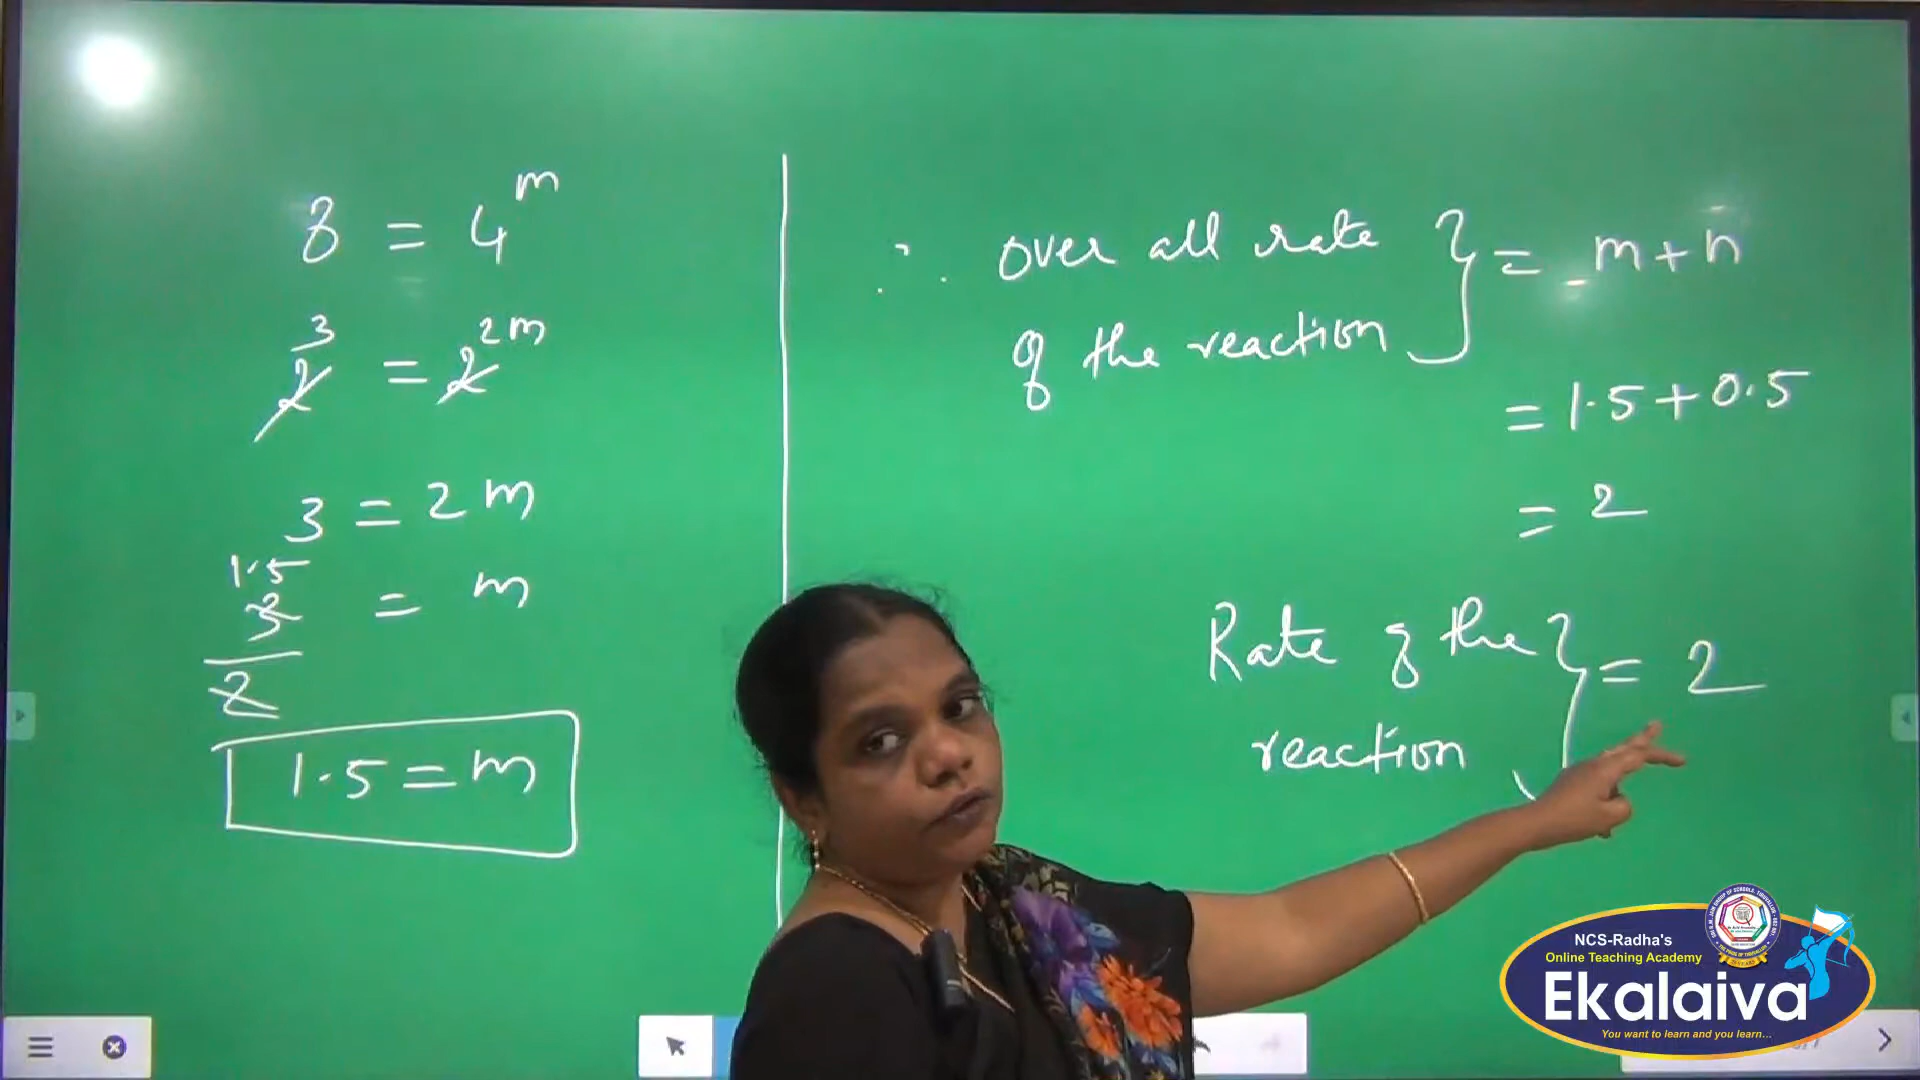 8 = 4^m
2^3 = 2^2m
3 = 2m
1.5
3/2 = m
1.5 = m
∴ over all rate } = m+n
of the reaction
= 1.5 + 0.5
= 2
Rate of the } = 2
reaction
NCS-Radha's
Online Teaching Academy
Ekalaiva
You want to learn and you learn...